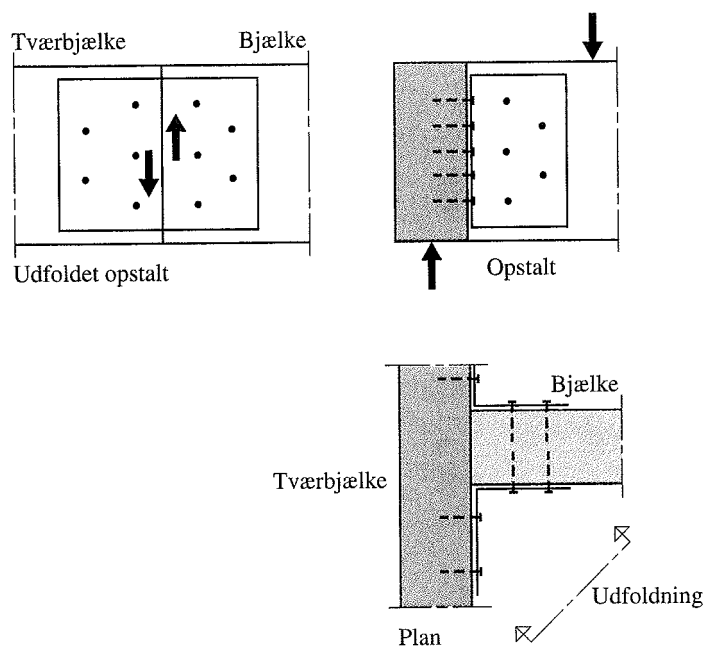 Tværbjælke
Bjælke
Udfoldet opstalt
Opstalt
Bjælke
Tværbjælke
Udfoldning
Plan